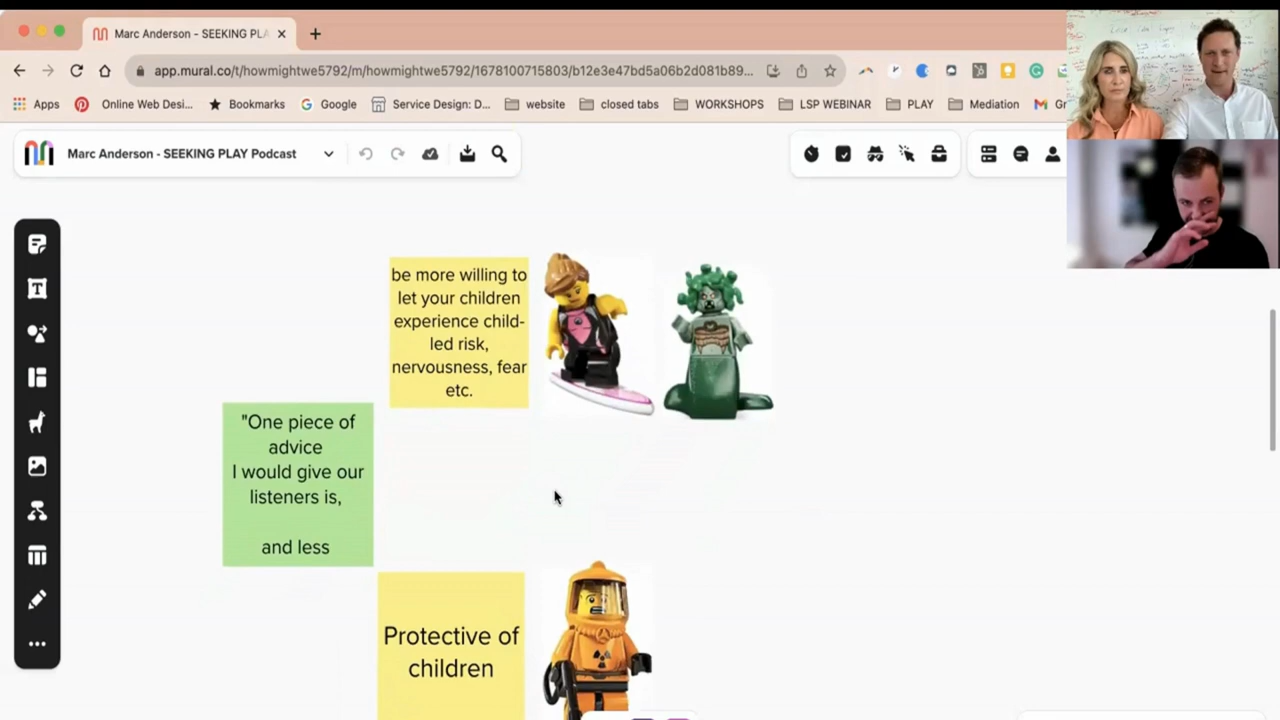 Marc Anderson - SEEKING PLA
app.mural.co/t/howmightwe5792/m/howmightwe5792/1678100715803/b12e3e47bd5a06b2d081b89...
Apps
Online Web Desi...
Bookmarks
Google
Service Design: D...
website
closed tabs
WORKSHOPS
LSP WEBINAR
PLAY
Mediation
Marc Anderson - SEEKING PLAY Podcast
be more willing to
let your children
experience child-
led risk,
nervousness, fear
etc.
"One piece of
advice
I would give our
listeners is,
and less
Protective of
children